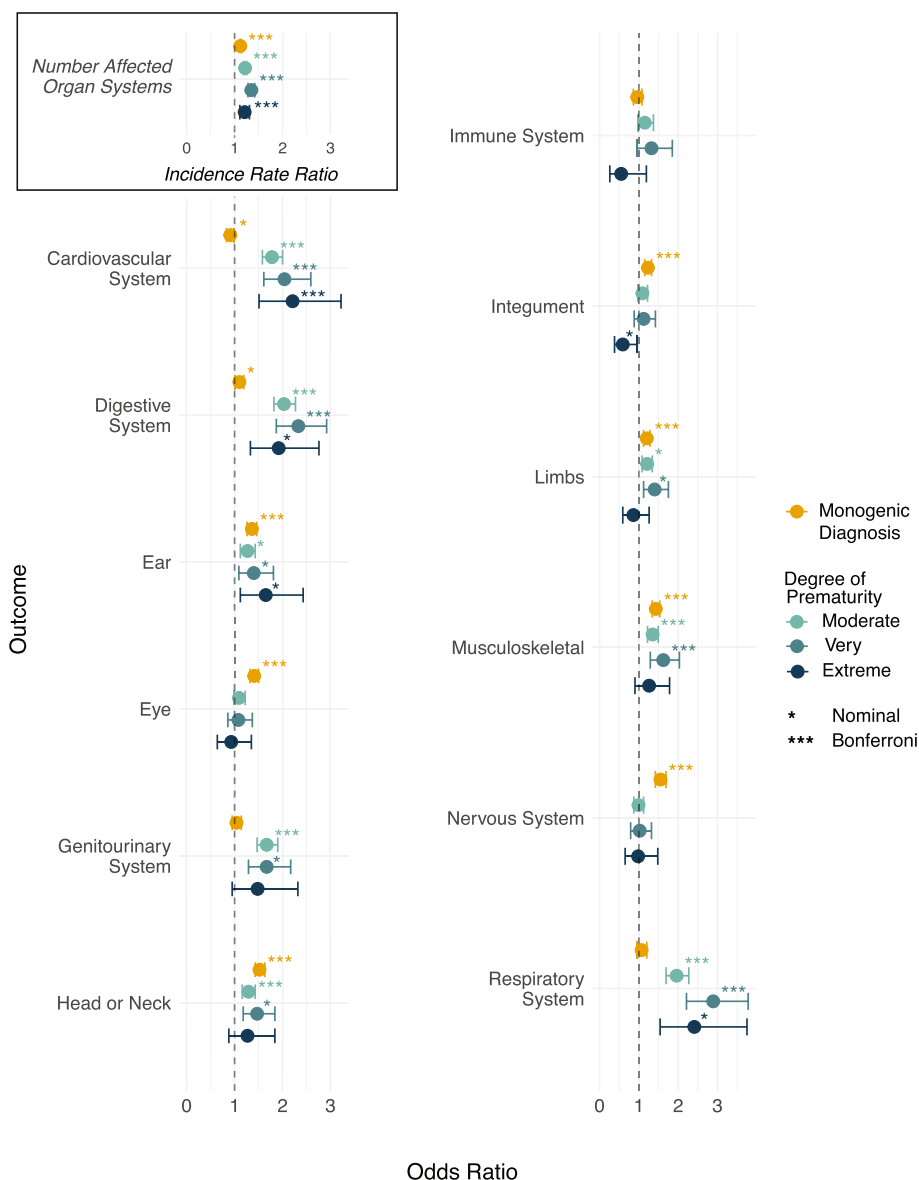 Number Affected
Organ Systems
***
***
***
***
0 1 2 3
Incidence Rate Ratio
Outcome
Cardiovascular
System
*
***
***
***
Digestive
System
*
***
***
*
Ear
***
*
*
*
Eye
***
Genitourinary
System
***
*
Head or Neck
***
***
*
0 1 2 3
Immune System
Integument
***
*
Limbs
***
*
*
Musculoskeletal
***
***
***
Nervous System
***
Respiratory
System
***
***
*
0 1 2 3
Odds Ratio
Monogenic
Diagnosis
Degree of
Prematurity
Moderate
Very
Extreme
* Nominal
*** Bonferroni